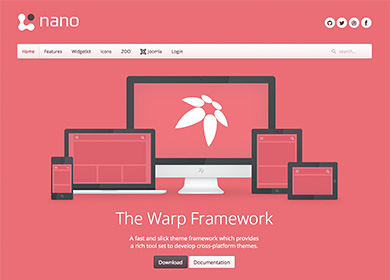 nano
Home Features Widgetkit Icons ZOO Joomla Login search...
The Warp Framework
A fast and slick theme framework which provides
a rich tool set to develop cross-platform themes.
Download Documentation